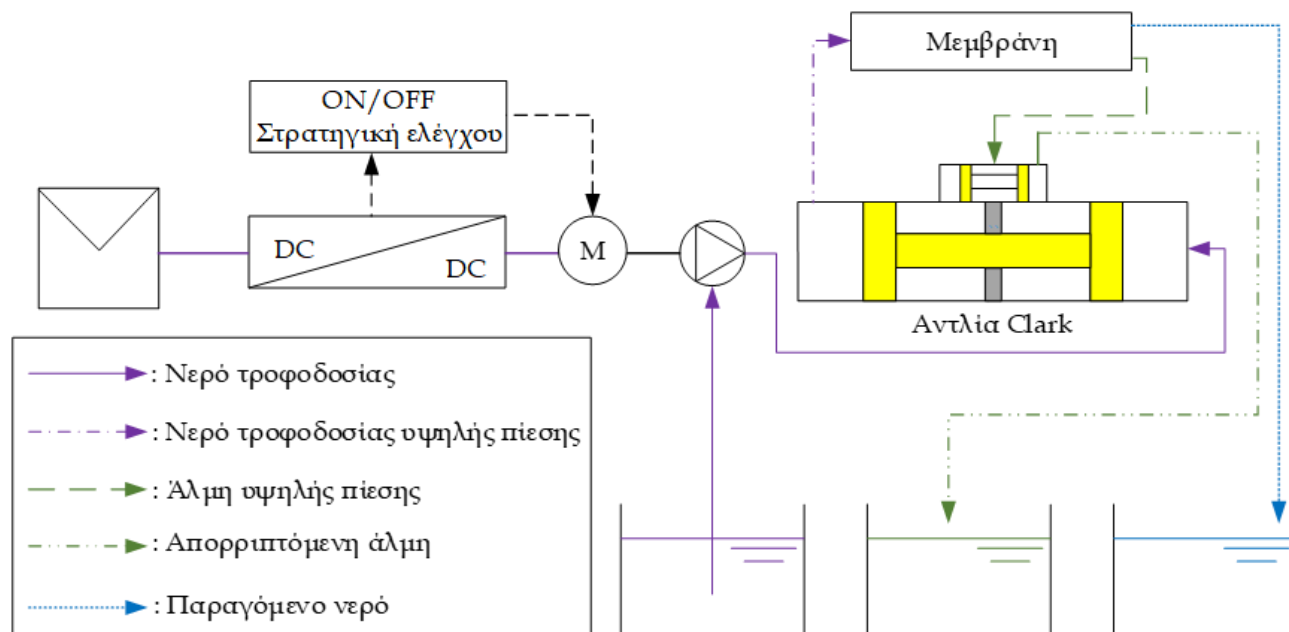 Μεμβράνη
ON/OFF
Στρατηγική ελέγχου
DC
DC
M
Αντλία Clark
: Νερό τροφοδοσίας
: Νερό τροφοδοσίας υψηλής πίεσης
: Άλμη υψηλής πίεσης
: Απορριπτόμενη άλμη
: Παραγόμενο νερό